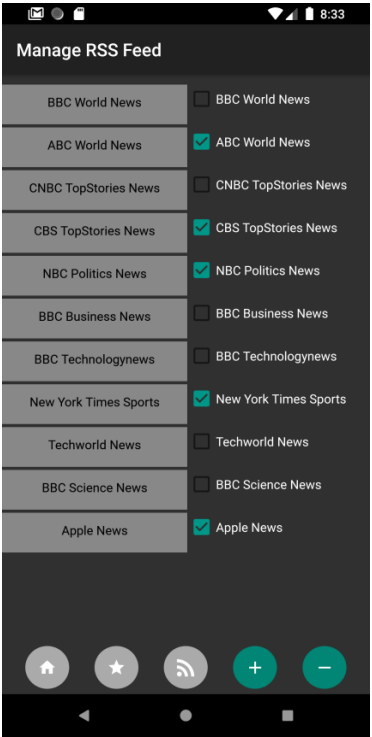 8:33
Manage RSS Feed
BBC World News BBC World News
ABC World News ABC World News
CNBC TopStories News CNBC TopStories News
CBS TopStories News CBS TopStories News
NBC Politics News NBC Politics News
BBC Business News BBC Business News
BBC Technologynews BBC Technologynews
New York Times Sports New York Times Sports
Techworld News Techworld News
BBC Science News BBC Science News
Apple News Apple News